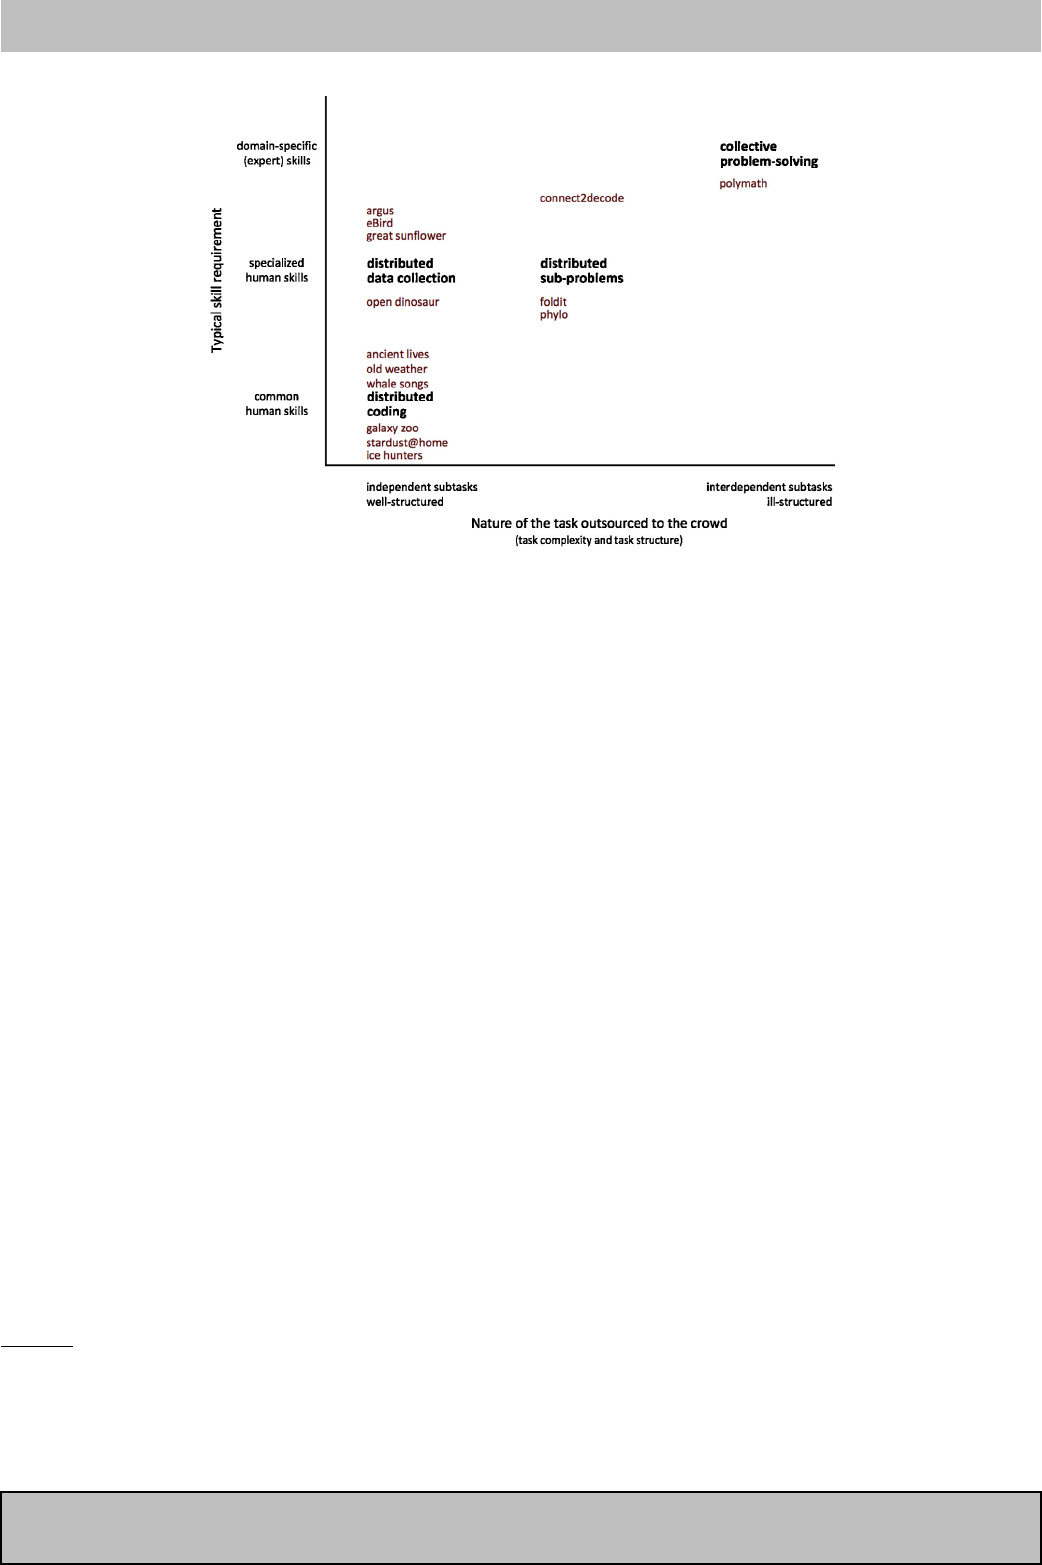 domain-specific
(expert) skills
collective
problem-solving
polymath
connect2decode
argus
eBird
great sunflower
Typical skill requirement
specialized
human skills
distributed
data collection
distributed
sub-problems
open dinosaur
foldit
phylo
ancient lives
old weather
whale songs
common
human skills
distributed
coding
galaxy zoo
stardust@home
ice hunters
independent subtasks
well-structured
interdependent subtasks
ill-structured
Nature of the task outsourced to the crowd
(task complexity and task structure)